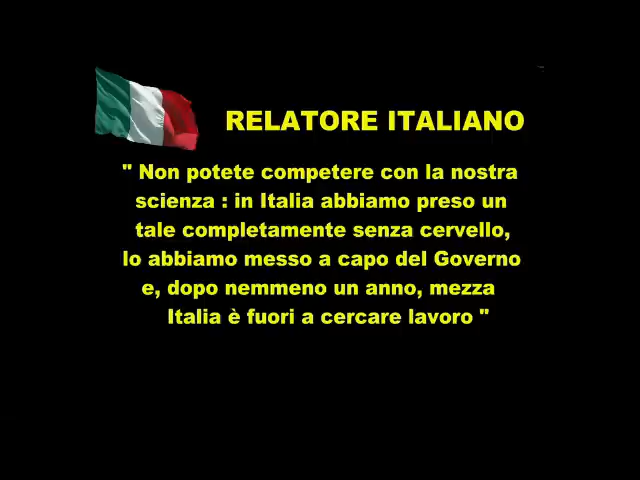 RELATORE ITALIANO
" Non potete competere con la nostra
scienza : in Italia abbiamo preso un
tale completamente senza cervello,
lo abbiamo messo a capo del Governo
e, dopo nemmeno un anno, mezza
Italia è fuori a cercare lavoro "